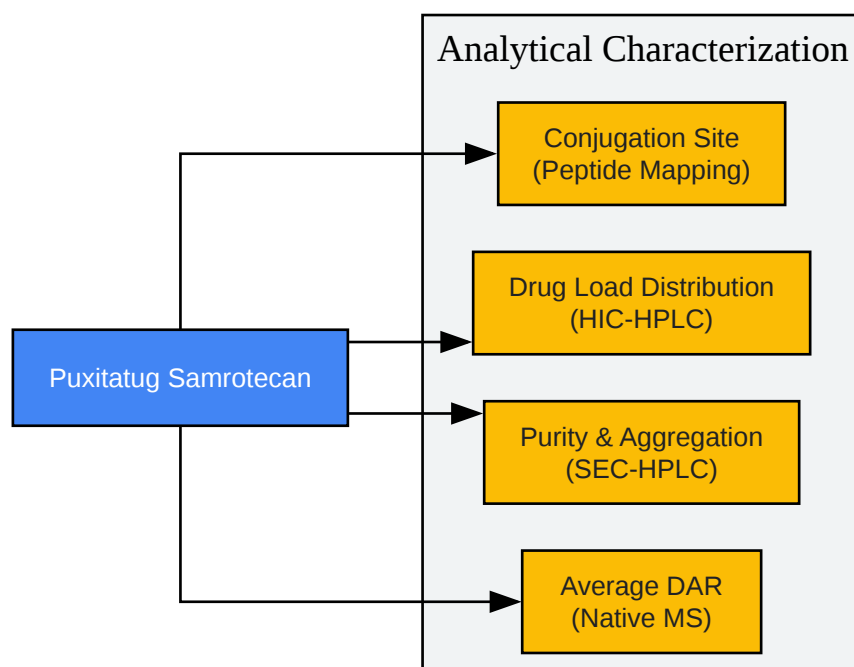 Analytical Characterization
Conjugation Site
(Peptide Mapping)
Drug Load Distribution
(HIC-HPLC)
Puxitatug Samrotecan
Purity & Aggregation
(SEC-HPLC)
Average DAR
(Native MS)